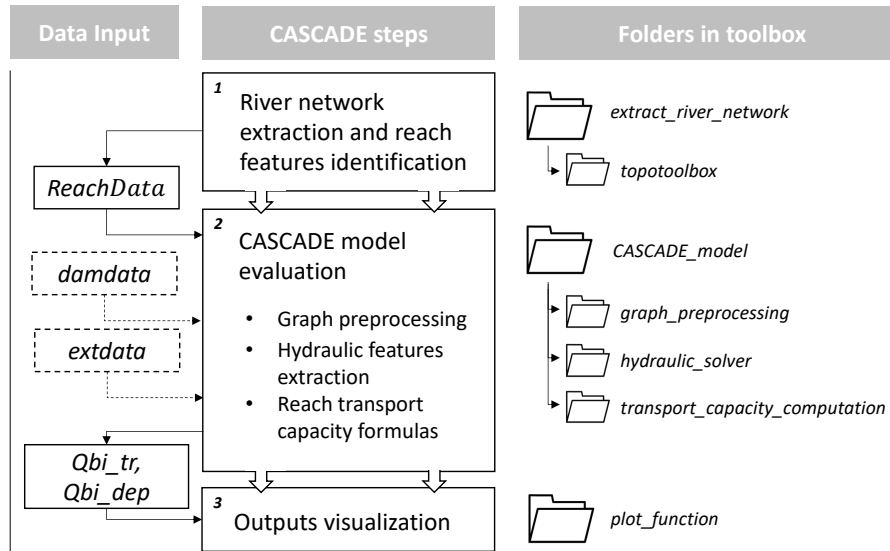 Data Input
CASCADE steps
Folders in toolbox
1
River network
extraction and reach
features identification
ReachData
2
CASCADE model
evaluation
• Graph preprocessing
• Hydraulic features
extraction
• Reach transport
capacity formulas
damdata
extdata
Qbi_tr,
Qbi_dep
3
Outputs visualization
extract_river_network
topotoolbox
CASCADE_model
graph_preprocessing
hydraulic_solver
transport_capacity_computation
plot_function